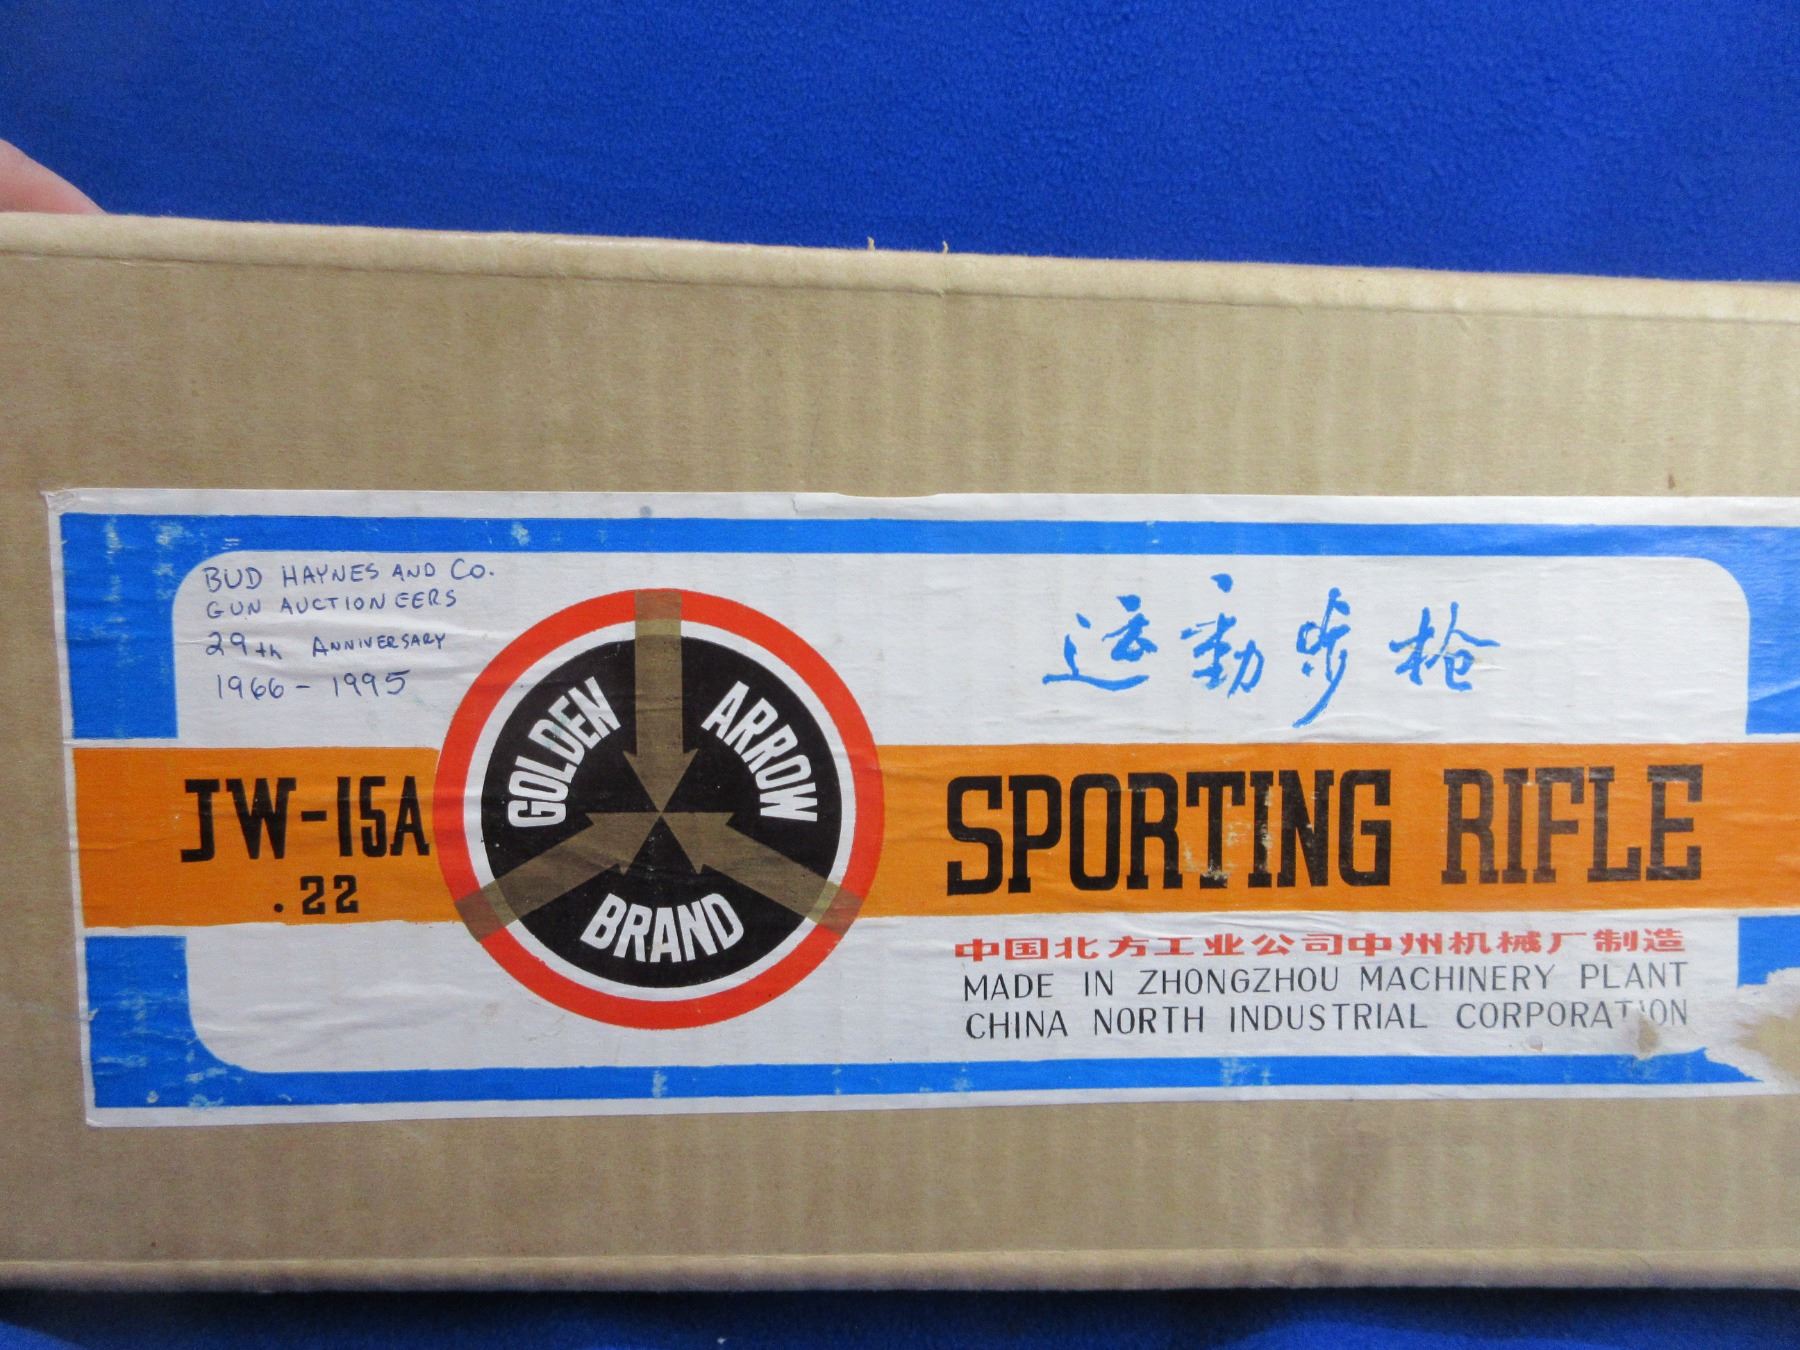 BUD HAYNES AND CO.
GUN AUCTIONEERS
29th ANNIVERSARY
1966 - 1995
JW-15A
.22
GOLDEN
ARROW
BRAND
运动步枪
SPORTING RIFLE
中国北方工业公司中州机械厂制造
MADE IN ZHONGZHOU MACHINERY PLANT
CHINA NORTH INDUSTRIAL CORPORATION